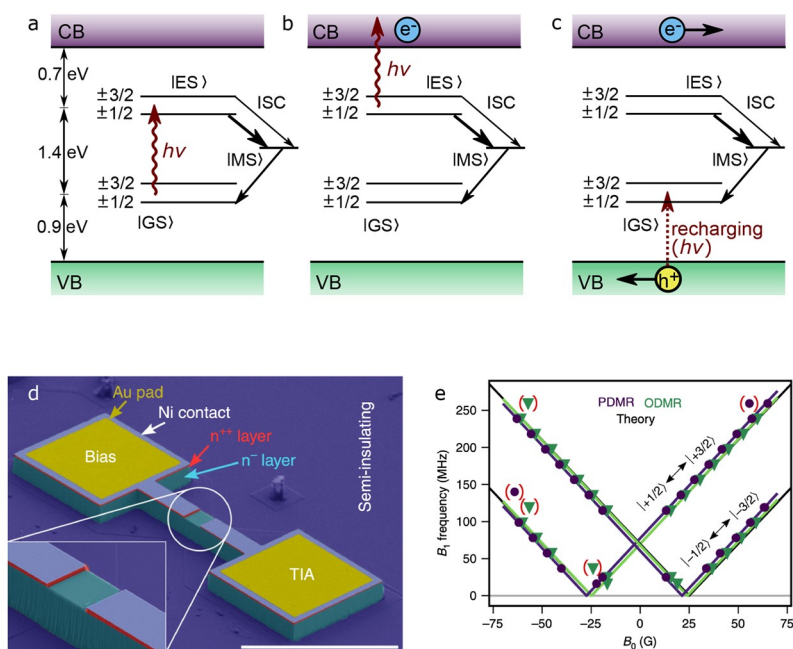 a
CB
0.7 eV
|ES⟩
±3/2
±1/2
ISC
hν
1.4 eV
|MS⟩
±3/2
±1/2
|GS⟩
0.9 eV
VB
b
CB
e-
hν
|ES⟩
±3/2
±1/2
ISC
|MS⟩
±3/2
±1/2
|GS⟩
VB
c
CB
e-
|ES⟩
±3/2
±1/2
ISC
|MS⟩
±3/2
±1/2
|GS⟩
recharging
(hν)
VB
h+
d
Au pad
Ni contact
n++ layer
n− layer
Bias
Semi-insulating
TIA
e
PDMR ODMR
Theory
|+1/2⟩ ↔ |+3/2⟩
|−1/2⟩ ↔ |−3/2⟩
B1 frequency (MHz)
250
200
150
100
50
0
−75 −50 −25 0 25 50 75
B0 (G)